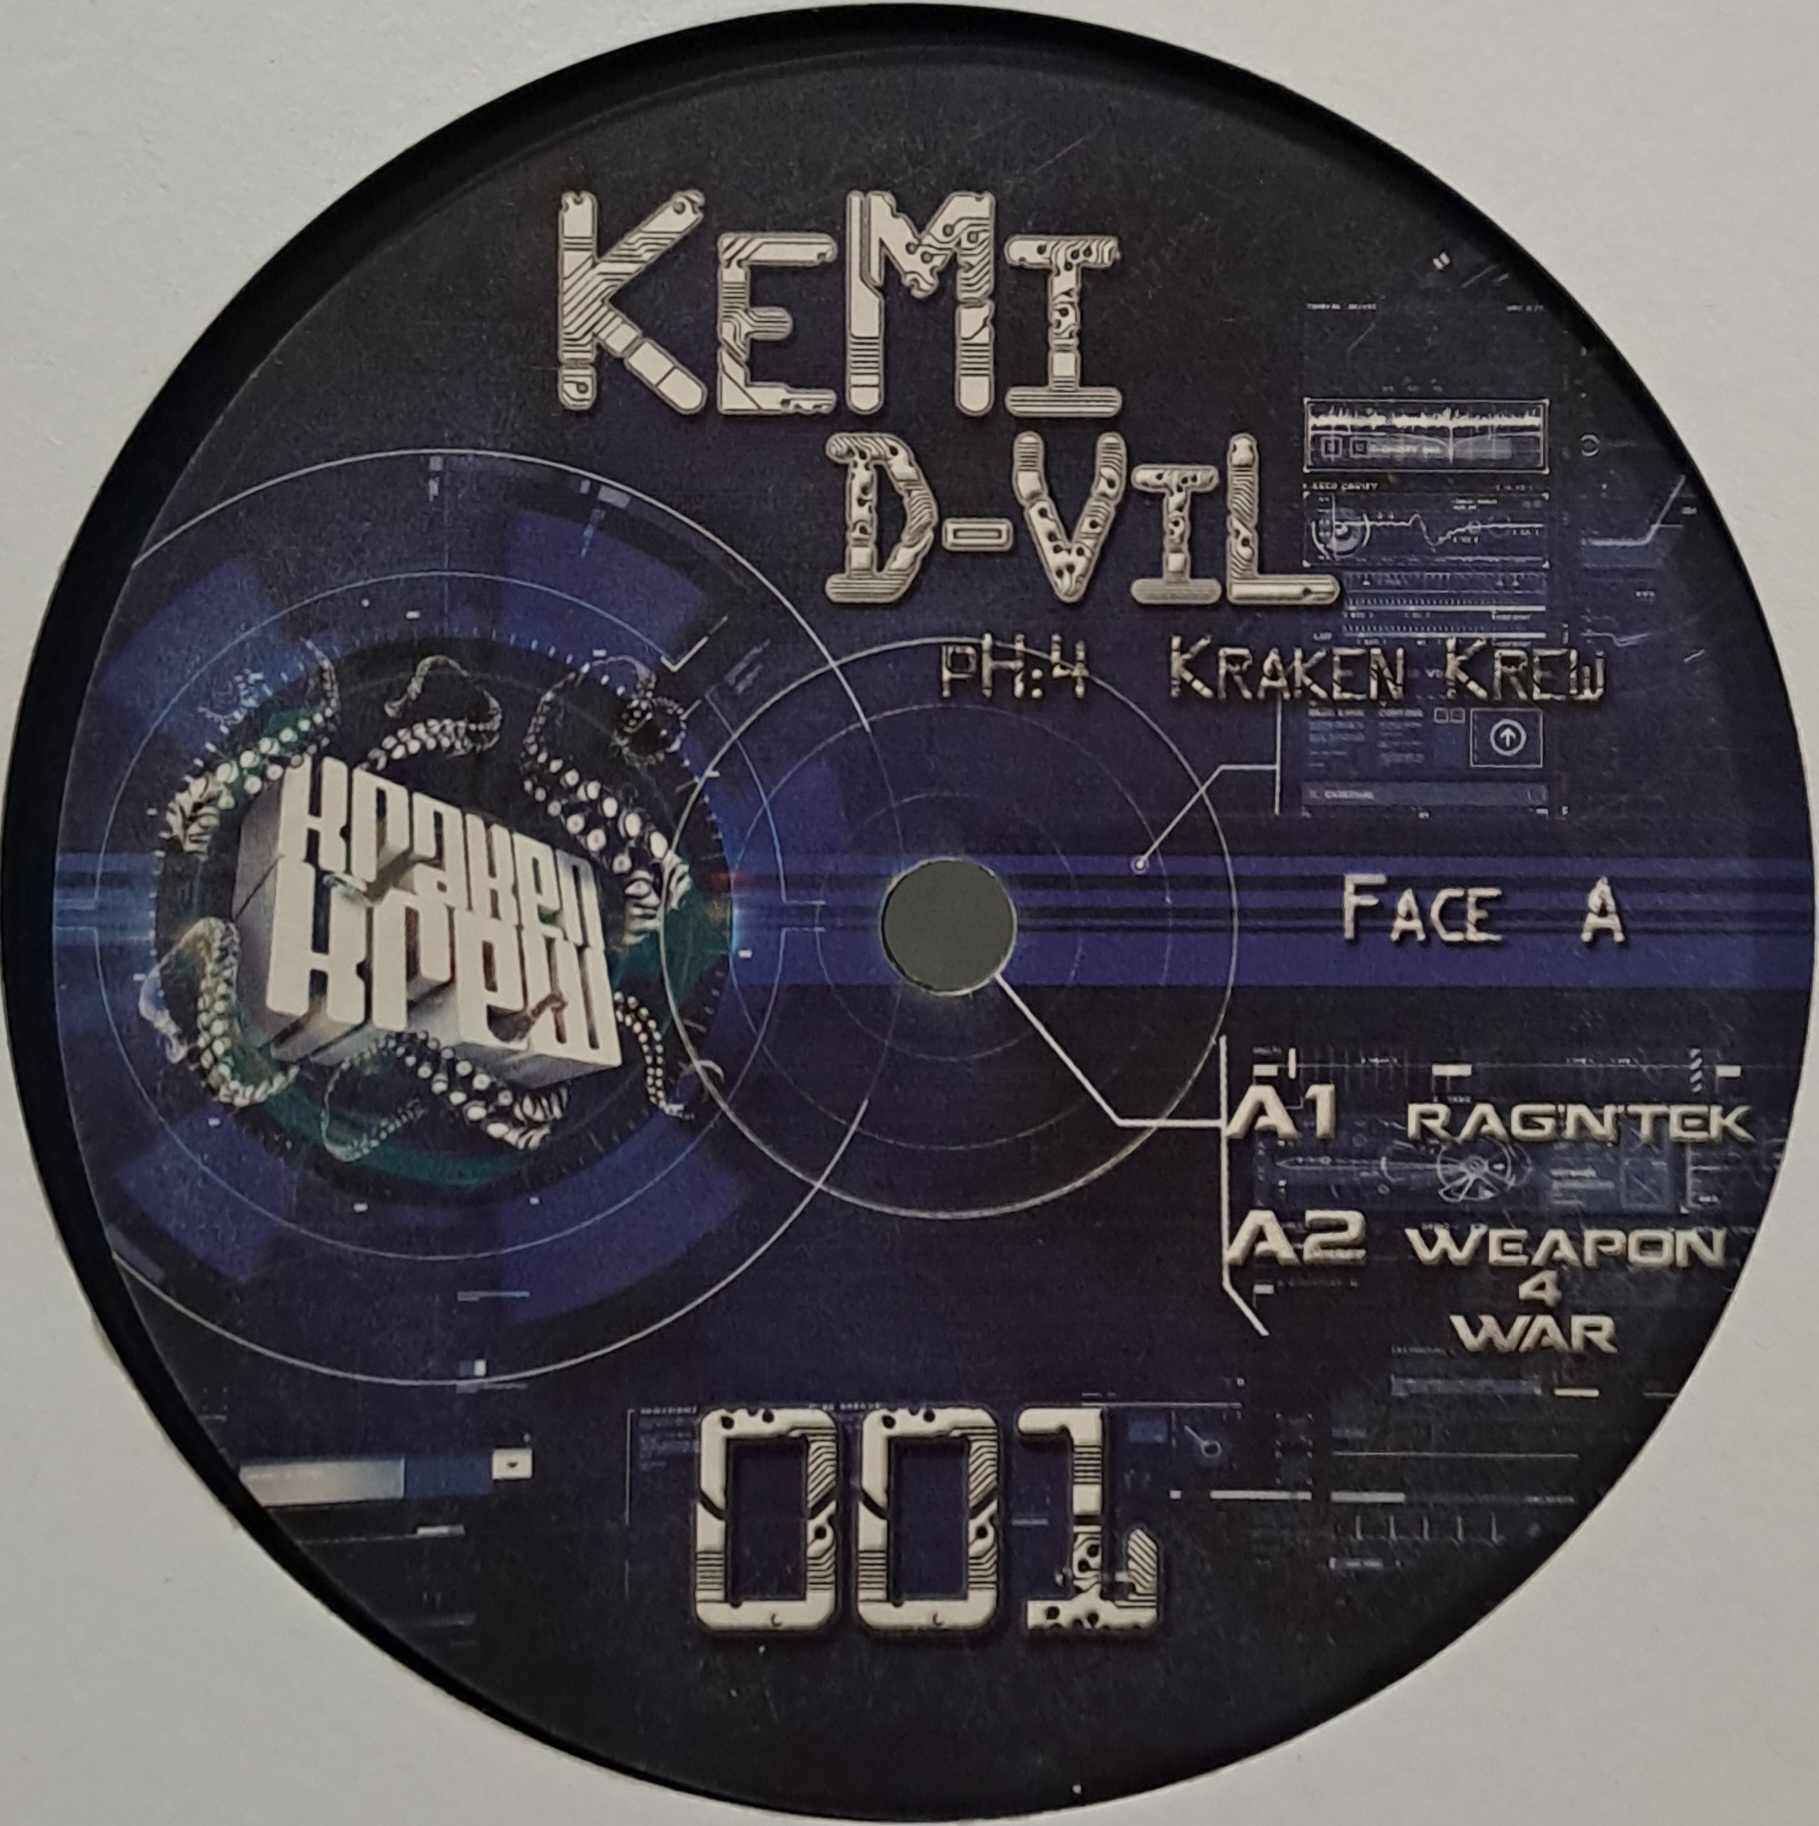 KeMi
D-ViL
pH:4 Kraken Krew
kraken
krew
Face A
A1 RAG'N'TEK
A2 WEAPON
4
WAR
001